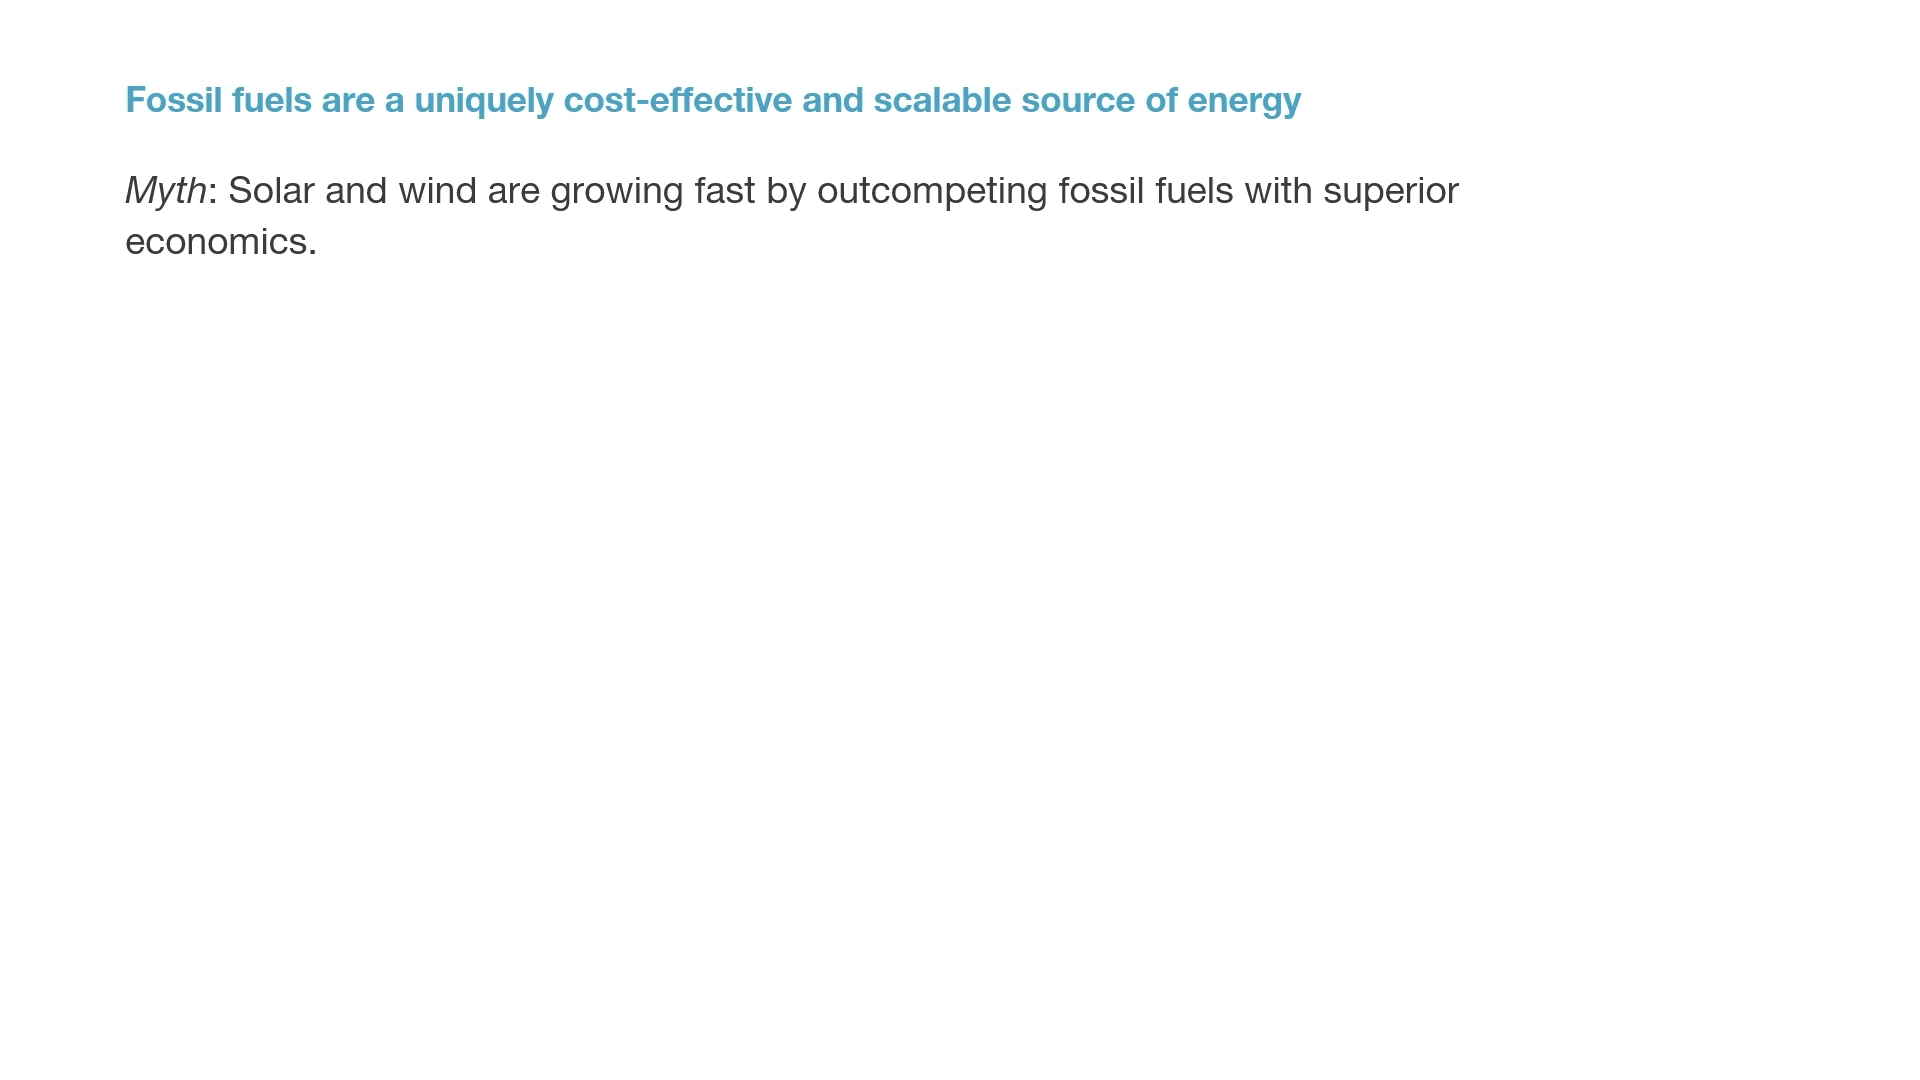 Fossil fuels are a uniquely cost-effective and scalable source of energy
Myth: Solar and wind are growing fast by outcompeting fossil fuels with superior
economics.